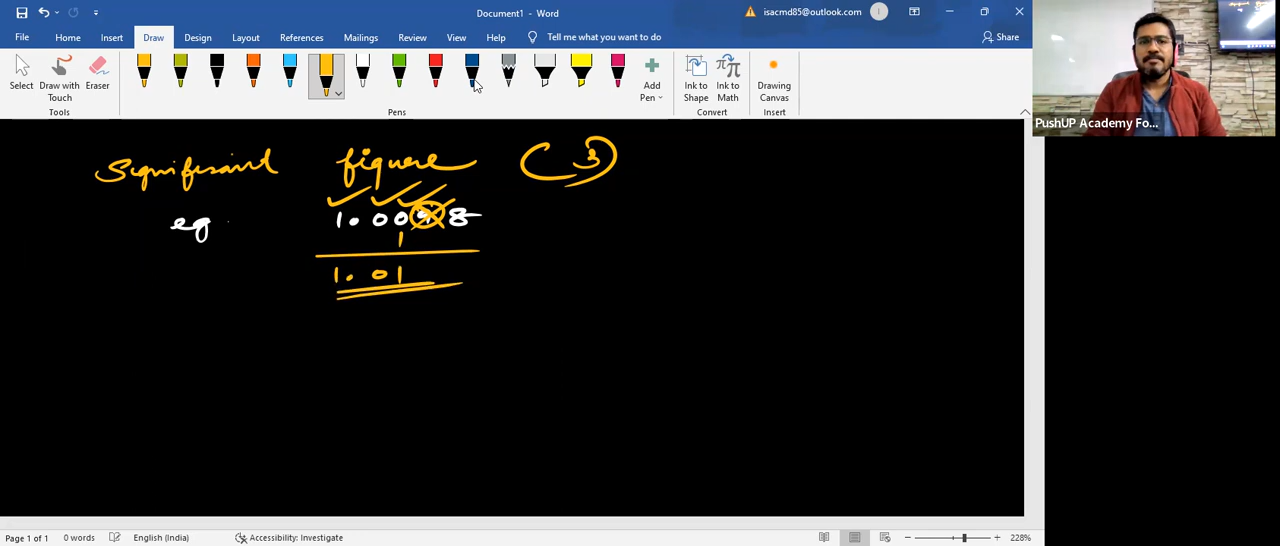 Document1 - Word
isacmd85@outlook.com
File Home Insert Draw Design Layout References Mailings Review View Help Tell me what you want to do Share
Select Draw with Touch Eraser Add Pen Ink to Shape Ink to Math Drawing Canvas
Tools Pens Convert Insert
PushUP Academy Fo...
Significant figure (3)
eg 1.00 8
1
1.01
Page 1 of 1 0 words English (India) Accessibility: Investigate 228%